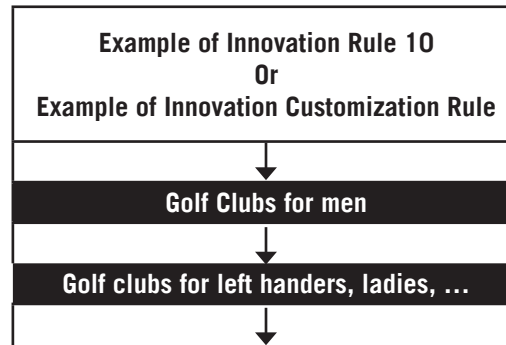 Example of Innovation Rule 10
Or
Example of Innovation Customization Rule
Golf Clubs for men
Golf clubs for left handers, ladies, ...